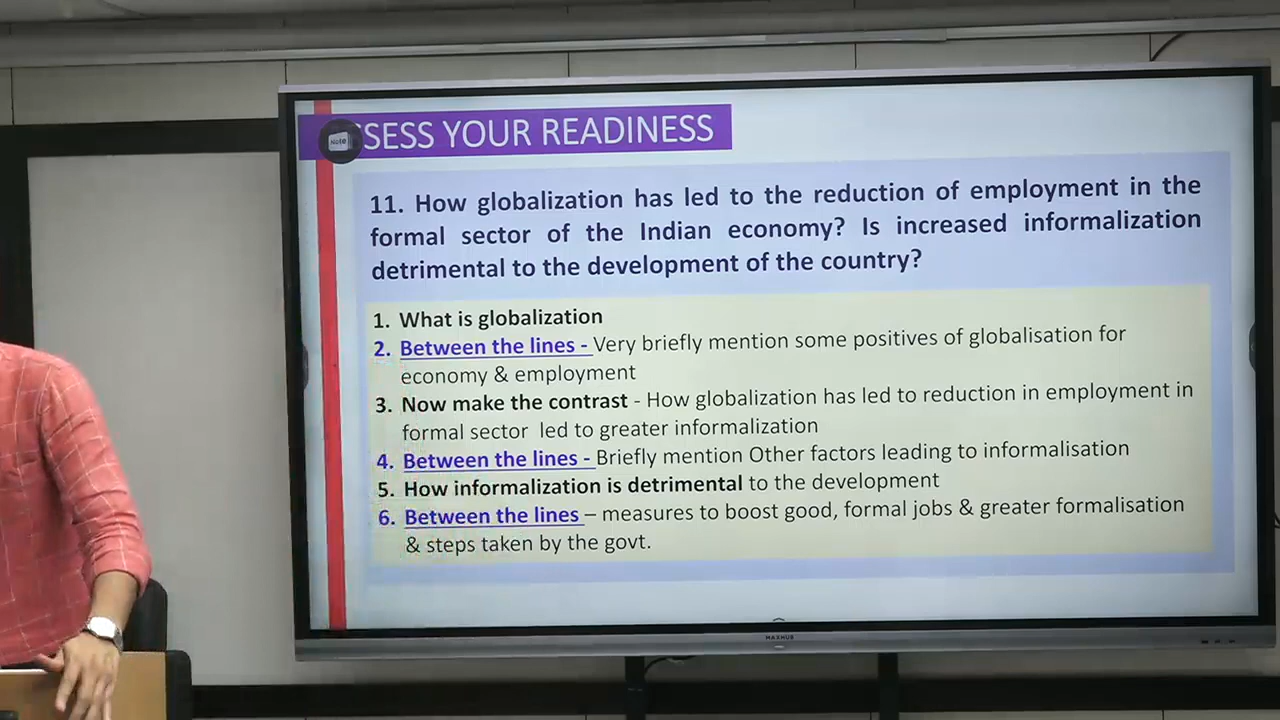 SESS YOUR READINESS
Note
11. How globalization has led to the reduction of employment in the
formal sector of the Indian economy? Is increased informalization
detrimental to the development of the country?
1. What is globalization
2. Between the lines - Very briefly mention some positives of globalisation for
economy & employment
3. Now make the contrast - How globalization has led to reduction in employment in
formal sector led to greater informalization
4. Between the lines - Briefly mention Other factors leading to informalisation
5. How informalization is detrimental to the development
6. Between the lines – measures to boost good, formal jobs & greater formalisation
& steps taken by the govt.
MAXHUB